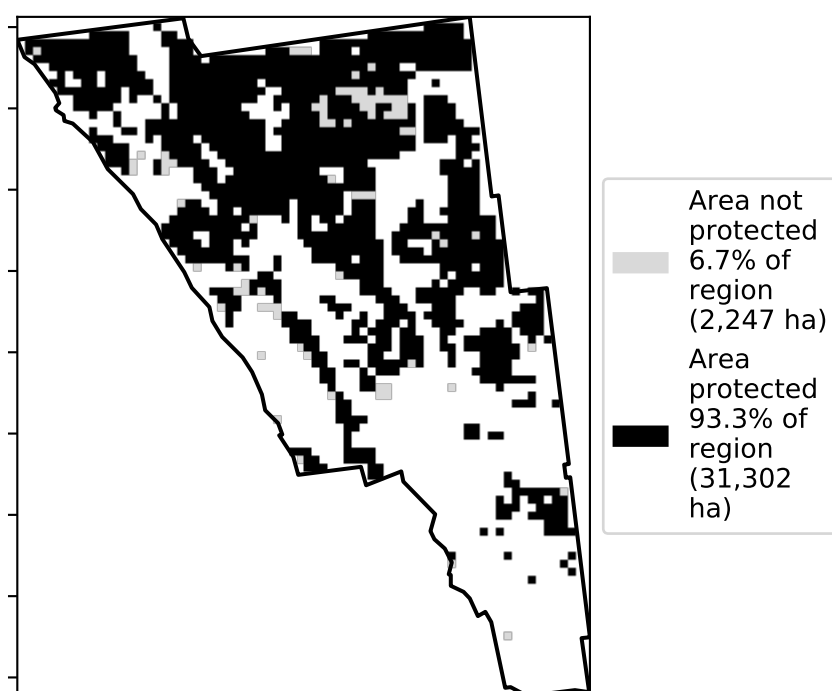 Area not
protected
6.7% of
region
(2,247 ha)
Area
protected
93.3% of
region
(31,302
ha)